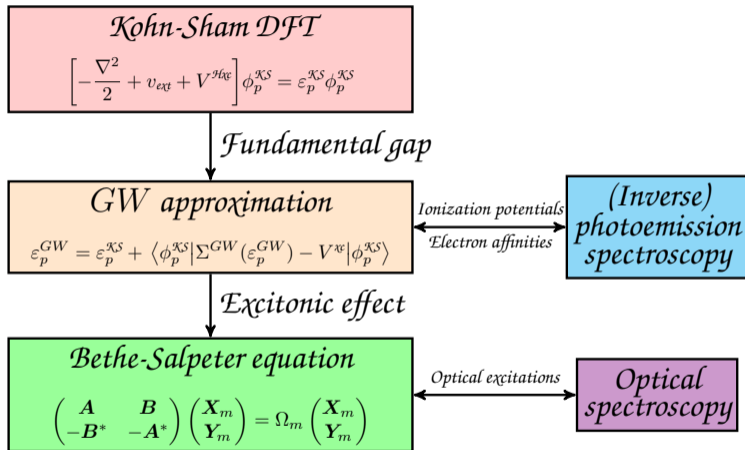 Kohn-Sham DFT
[−∇²/2 + v_ext + V^Hxc] φ_p^KS = ε_p^KS φ_p^KS
Fundamental gap
GW approximation
ε_p^GW = ε_p^KS + ⟨φ_p^KS|Σ^GW(ε_p^GW) − V^xc|φ_p^KS⟩
Ionization potentials
Electron affinities
(Inverse)
photoemission
spectroscopy
Excitonic effect
Bethe-Salpeter equation
(A B; −B* −A*) (X_m; Y_m) = Ω_m (X_m; Y_m)
Optical excitations
Optical
spectroscopy